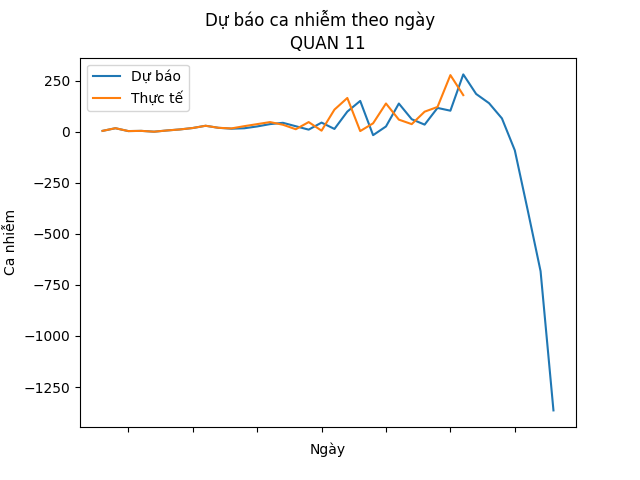 Dự báo ca nhiễm theo ngày
QUAN 11
Dự báo
Thực tế
250
0
−250
−500
−750
−1000
−1250
Ca nhiễm
Ngày